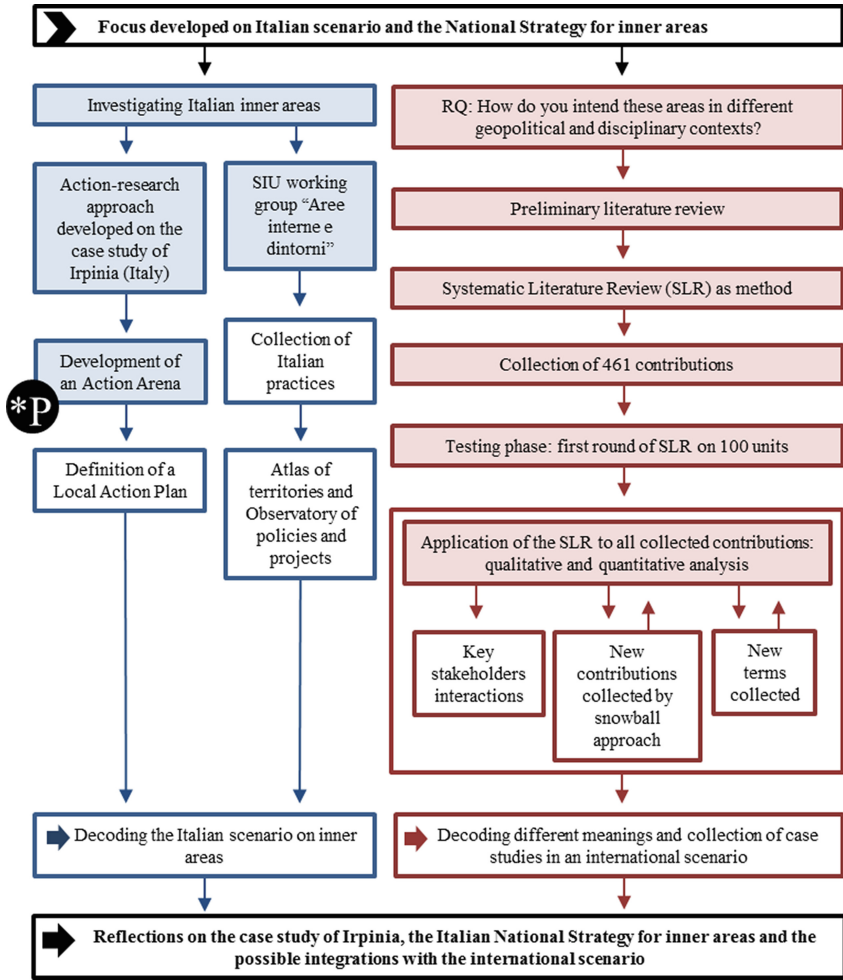 Focus developed on Italian scenario and the National Strategy for inner areas
Investigating Italian inner areas
Action-research
approach
developed on the
case study of
Irpinia (Italy)
SIU working
group “Aree
interne e
dintorni”
Development of
an Action Arena
*P
Collection of
Italian
practices
Definition of a
Local Action Plan
Atlas of
territories and
Observatory of
policies and
projects
Decoding the Italian scenario on inner
areas
RQ: How do you intend these areas in different
geopolitical and disciplinary contexts?
Preliminary literature review
Systematic Literature Review (SLR) as method
Collection of 461 contributions
Testing phase: first round of SLR on 100 units
Application of the SLR to all collected contributions:
qualitative and quantitative analysis
Key
stakeholders
interactions
New
contributions
collected by
snowball
approach
New
terms
collected
Decoding different meanings and collection of case
studies in an international scenario
Reflections on the case study of Irpinia, the Italian National Strategy for inner areas and the
possible integrations with the international scenario